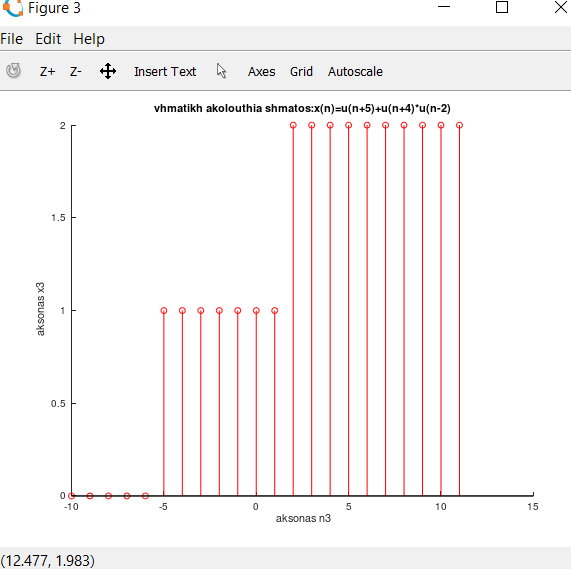 Figure 3
File Edit Help
Z+ Z- Insert Text Axes Grid Autoscale
vhmatikh akolouthia shmatos:x(n)=u(n+5)+u(n+4)*u(n-2)
2
1.5
1
0.5
0
aksonas x3
-10 -5 0 5 10 15
aksonas n3
(12.477, 1.983)